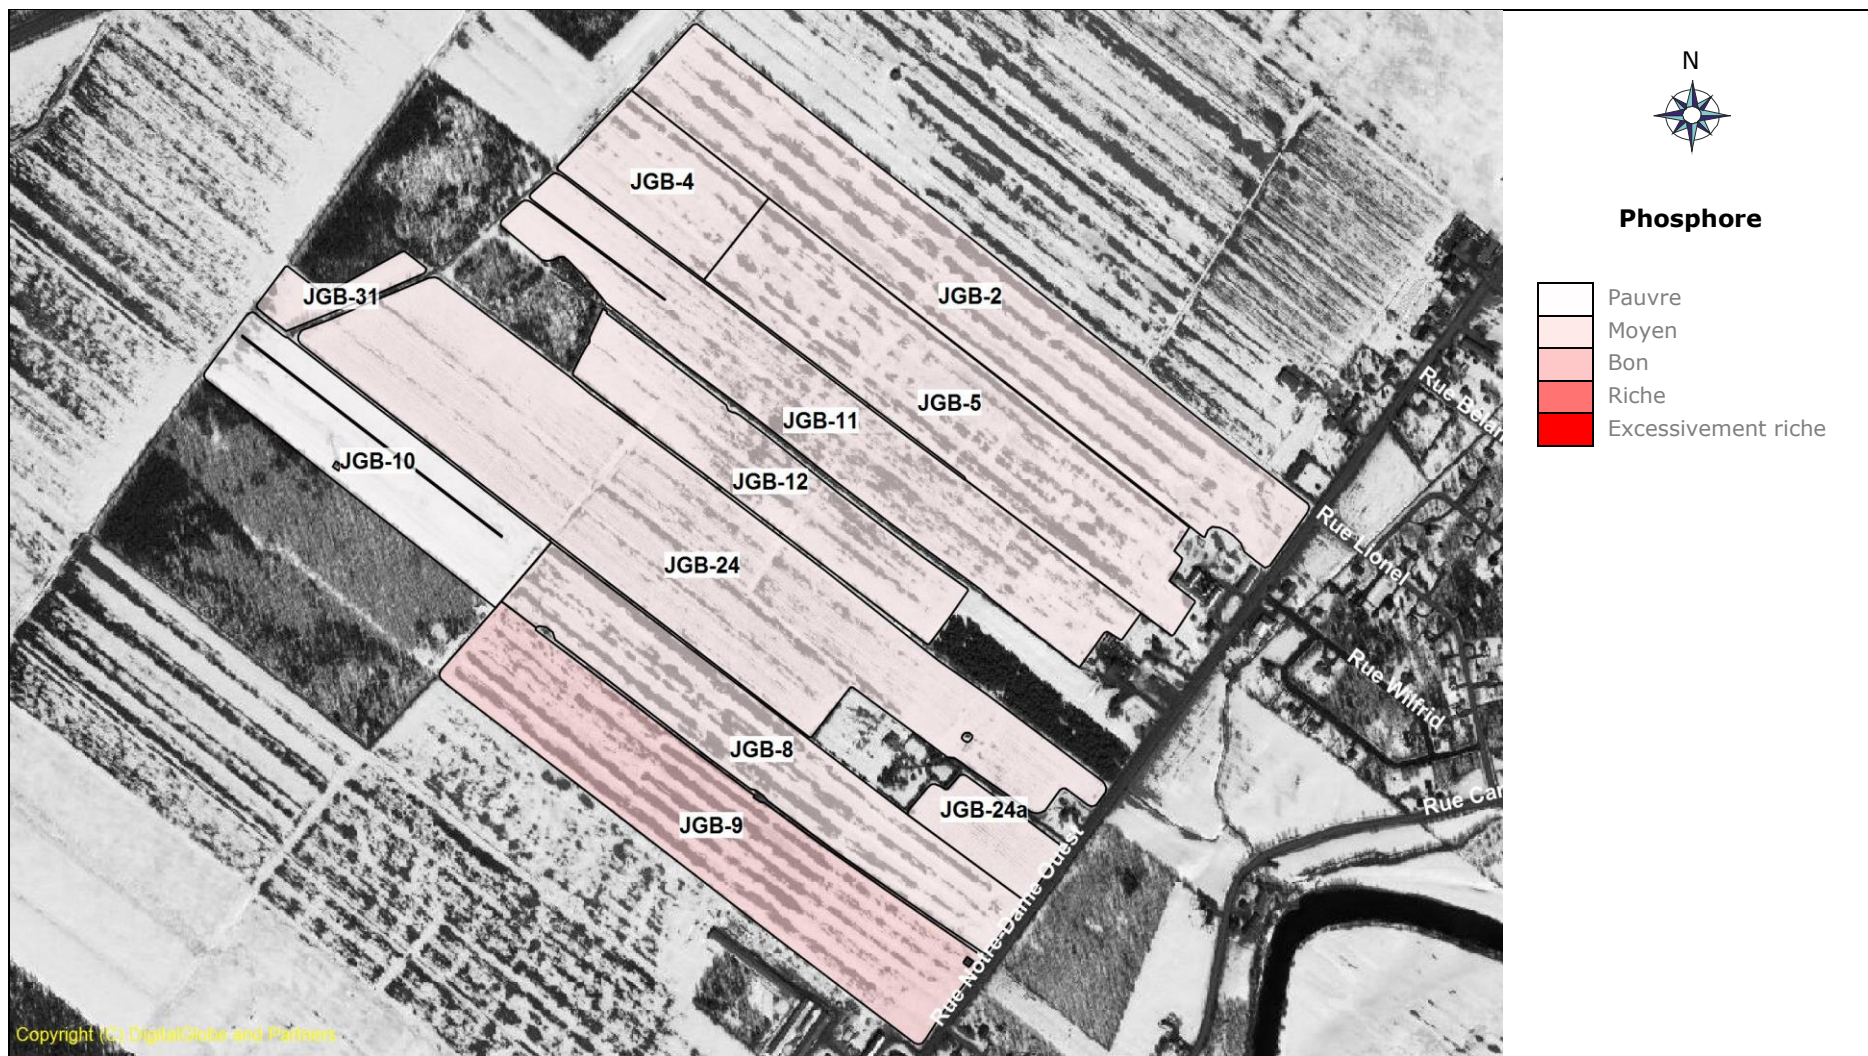 N
Phosphore
Pauvre
Moyen
Bon
Riche
Excessivement riche
JGB-4
JGB-31
JGB-2
JGB-5
JGB-11
JGB-10
JGB-12
JGB-24
JGB-8
JGB-24a
JGB-9
Rue Lionel
Rue Wilfrid
Rue Notre-Dame Ouest
Copyright (C) DigitalGlobe and Partners